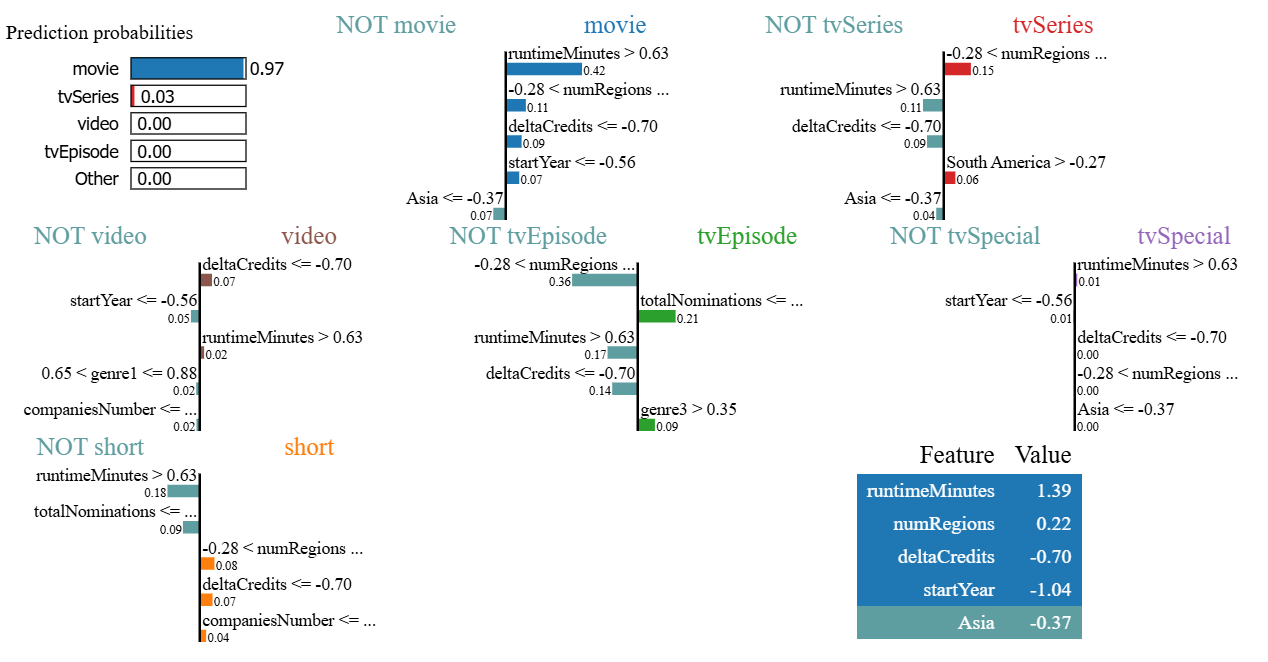 Prediction probabilities
movie 0.97
tvSeries 0.03
video 0.00
tvEpisode 0.00
Other 0.00
NOT movie movie
runtimeMinutes > 0.63
0.42
-0.28 < numRegions ...
0.11
deltaCredits <= -0.70
0.09
startYear <= -0.56
0.07
Asia <= -0.37
0.07
NOT tvSeries tvSeries
-0.28 < numRegions ...
0.15
runtimeMinutes > 0.63
0.11
deltaCredits <= -0.70
0.09
South America > -0.27
0.06
Asia <= -0.37
0.04
NOT video video
deltaCredits <= -0.70
0.07
startYear <= -0.56
0.05
runtimeMinutes > 0.63
0.02
0.65 < genre1 <= 0.88
0.02
companiesNumber <= ...
0.02
NOT tvEpisode tvEpisode
-0.28 < numRegions ...
0.36
totalNominations <= ...
0.21
runtimeMinutes > 0.63
0.17
deltaCredits <= -0.70
0.14
genre3 > 0.35
0.09
NOT tvSpecial tvSpecial
runtimeMinutes > 0.63
0.01
startYear <= -0.56
0.01
deltaCredits <= -0.70
0.00
-0.28 < numRegions ...
0.00
Asia <= -0.37
0.00
NOT short short
runtimeMinutes > 0.63
0.18
totalNominations <= ...
0.09
-0.28 < numRegions ...
0.08
deltaCredits <= -0.70
0.07
companiesNumber <= ...
0.04
Feature Value
runtimeMinutes 1.39
numRegions 0.22
deltaCredits -0.70
startYear -1.04
Asia -0.37